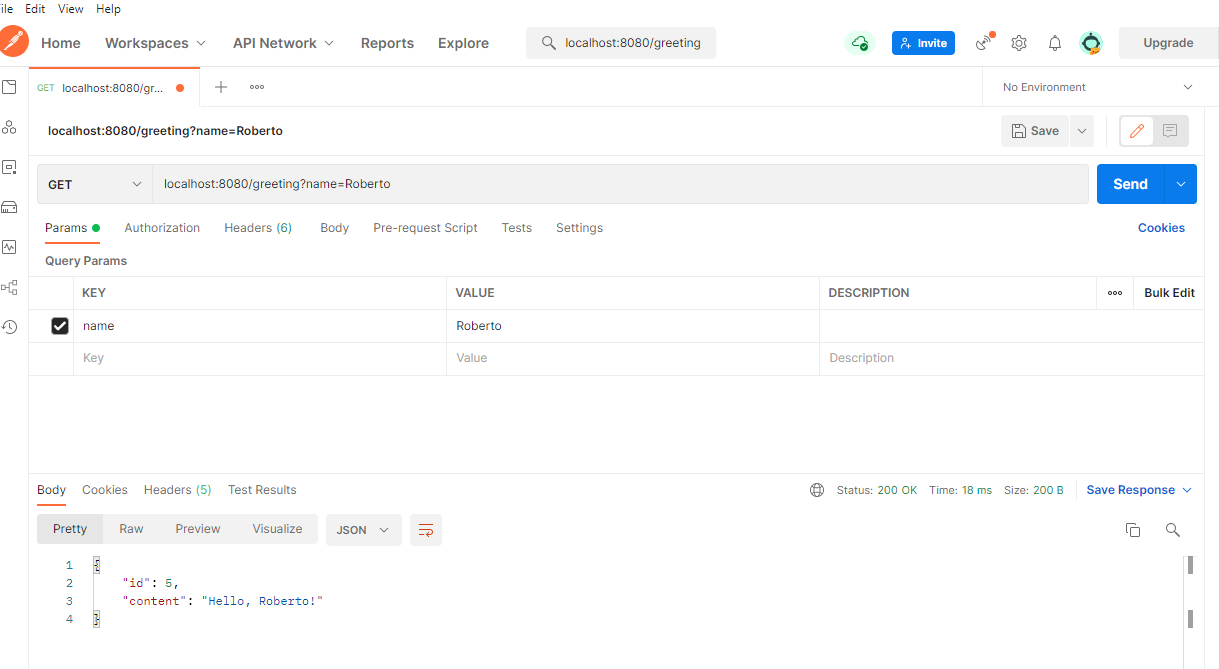 ile Edit View Help
Home Workspaces API Network Reports Explore localhost:8080/greeting Invite Upgrade
GET localhost:8080/gr... No Environment
localhost:8080/greeting?name=Roberto Save
GET localhost:8080/greeting?name=Roberto Send
Params Authorization Headers (6) Body Pre-request Script Tests Settings Cookies
Query Params
KEY VALUE DESCRIPTION Bulk Edit
name Roberto
Key Value Description
Body Cookies Headers (5) Test Results Status: 200 OK Time: 18 ms Size: 200 B Save Response
Pretty Raw Preview Visualize JSON
1 {
2 "id": 5,
3 "content": "Hello, Roberto!"
4 }